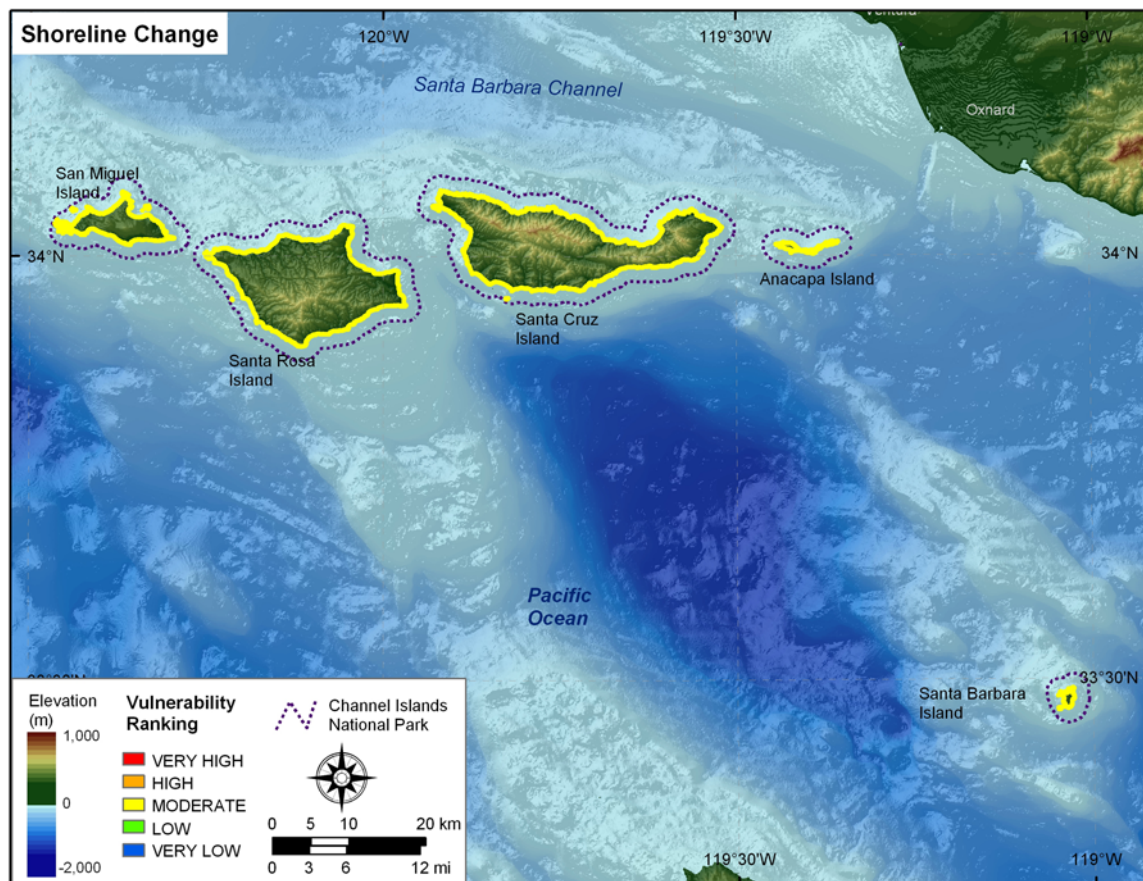 Shoreline Change
120°W
119°30'W
Ventura
119°W
Santa Barbara Channel
Oxnard
San Miguel
Island
34°N
34°N
Anacapa Island
Santa Cruz
Island
Santa Rosa
Island
Pacific
Ocean
33°30'N
Santa Barbara
Island
Elevation
(m)
1,000
0
-2,000
Vulnerability
Ranking
VERY HIGH
HIGH
MODERATE
LOW
VERY LOW
Channel Islands
National Park
0 5 10 20 km
0 3 6 12 mi
119°30'W
119°W